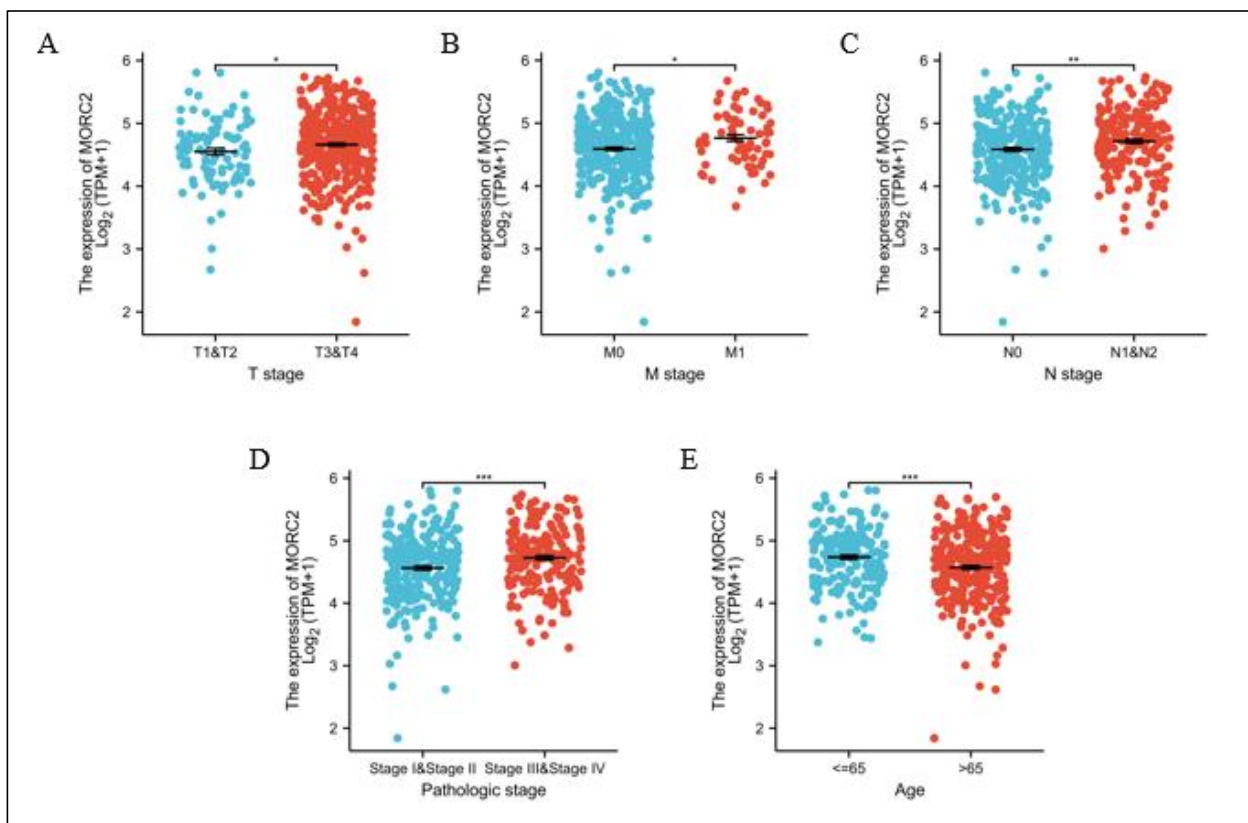 A
The expression of MORC2
Log2 (TPM+1)
6
5
4
3
2
*
T1&T2
T3&T4
T stage
B
The expression of MORC2
Log2 (TPM+1)
6
5
4
3
2
*
M0
M1
M stage
C
The expression of MORC2
Log2 (TPM+1)
6
5
4
3
2
**
N0
N1&N2
N stage
D
The expression of MORC2
Log2 (TPM+1)
6
5
4
3
2
***
Stage I&Stage II
Stage III&Stage IV
Pathologic stage
E
The expression of MORC2
Log2 (TPM+1)
6
5
4
3
2
***
<=65
>65
Age